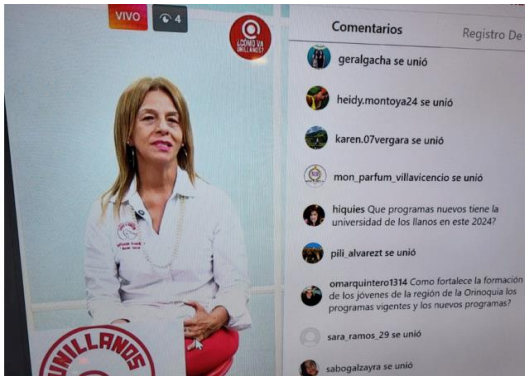 VIVO
4
¿CÓMO VA
UNILLANOS?
UNILLANOS
Comentarios
Registro De
geralgacha se unió
heidy.montoya24 se unió
karen.07vergara se unió
mon_parfum_villavicencio se unió
hiquies Que programas nuevos tiene la
universidad de los llanos en este 2024?
pili_alvarezt se unió
omarquintero1314 Como fortalece la formación
de los jóvenes de la región de la Orinoquia los
programas vigentes y los nuevos programas?
sara_ramos_29 se unió
sabogalzayra se unió